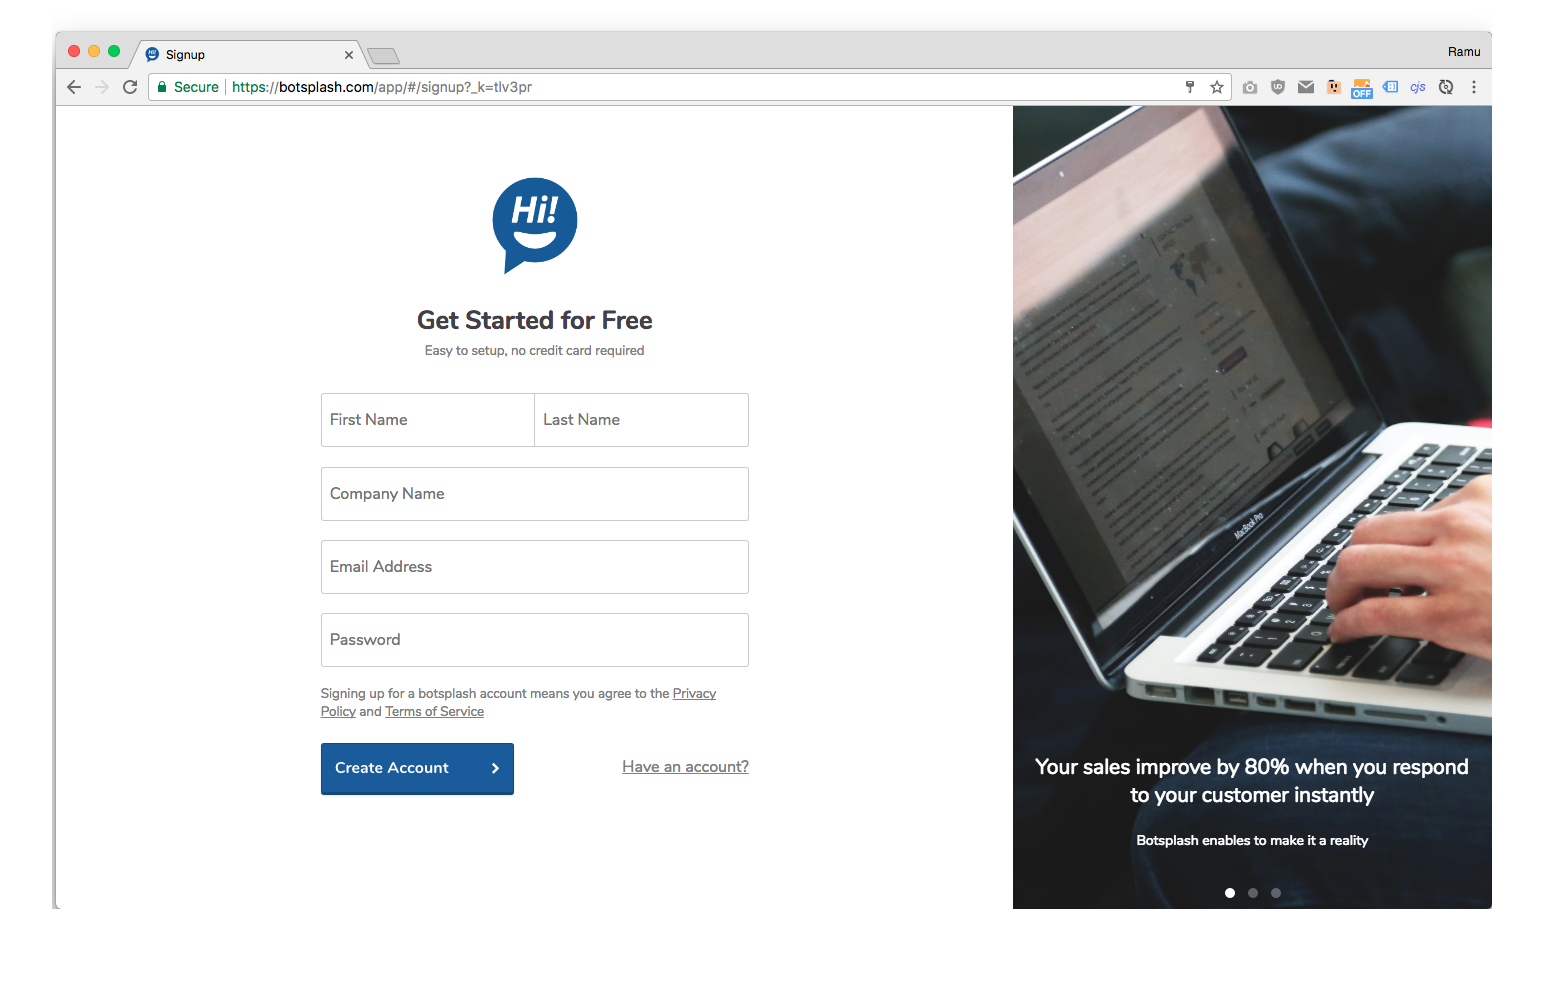 Signup
Ramu
Secure
https://botsplash.com/app/#/signup?_k=tlv3pr
OFF
cjs
Hi!
Get Started for Free
Easy to setup, no credit card required
First Name
Last Name
Company Name
Email Address
Password
Signing up for a botsplash account means you agree to the Privacy
Policy and Terms of Service
Create Account
Have an account?
MacBook Pro
Your sales improve by 80% when you respond
to your customer instantly
Botsplash enables to make it a reality